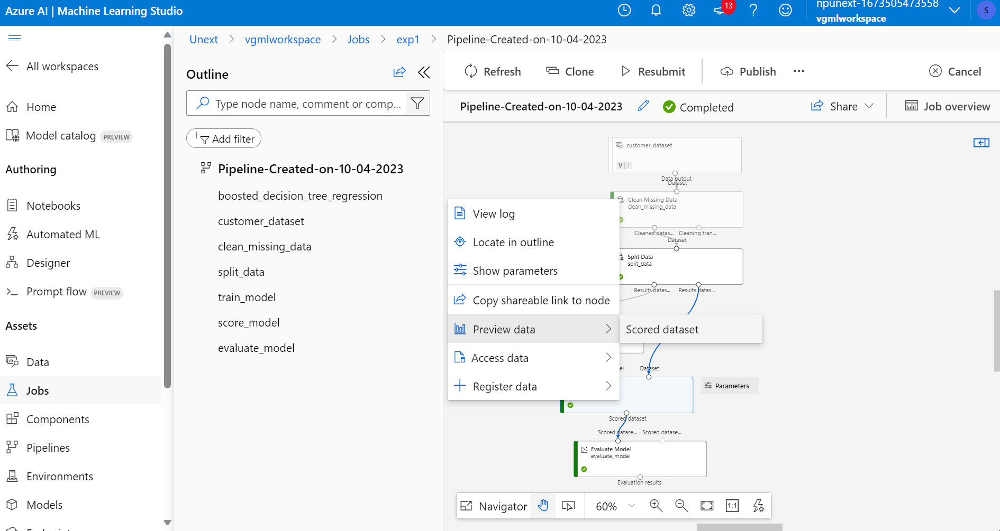 Azure AI | Machine Learning Studio
13
npunext-1673505473558
vgmlworkspace
S
All workspaces
Home
Model catalog PREVIEW
Authoring
Notebooks
Automated ML
Designer
Prompt flow PREVIEW
Assets
Data
Jobs
Components
Pipelines
Environments
Models
Unext > vgmlworkspace > Jobs > exp1 > Pipeline-Created-on-10-04-2023
Outline
Type node name, comment or comp...
Add filter
Pipeline-Created-on-10-04-2023
boosted_decision_tree_regression
customer_dataset
clean_missing_data
split_data
train_model
score_model
evaluate_model
Refresh
Clone
Resubmit
Publish
...
Cancel
Pipeline-Created-on-10-04-2023
Completed
Share
Job overview
customer_dataset
V | 1
Data output
Dataset
Clean Missing Data
clean_missing_data
Cleaned datas... Cleaning tran...
Dataset
Split Data
split_data
Results datas... Results datas...
View log
Locate in outline
Show parameters
Copy shareable link to node
Preview data
Scored dataset
Access data
Register data
el Dataset
Parameters
Scored dataset
Scored datase... Scored datase...
Evaluate Model
evaluate_model
Evaluation results
Navigator
60%
1:1